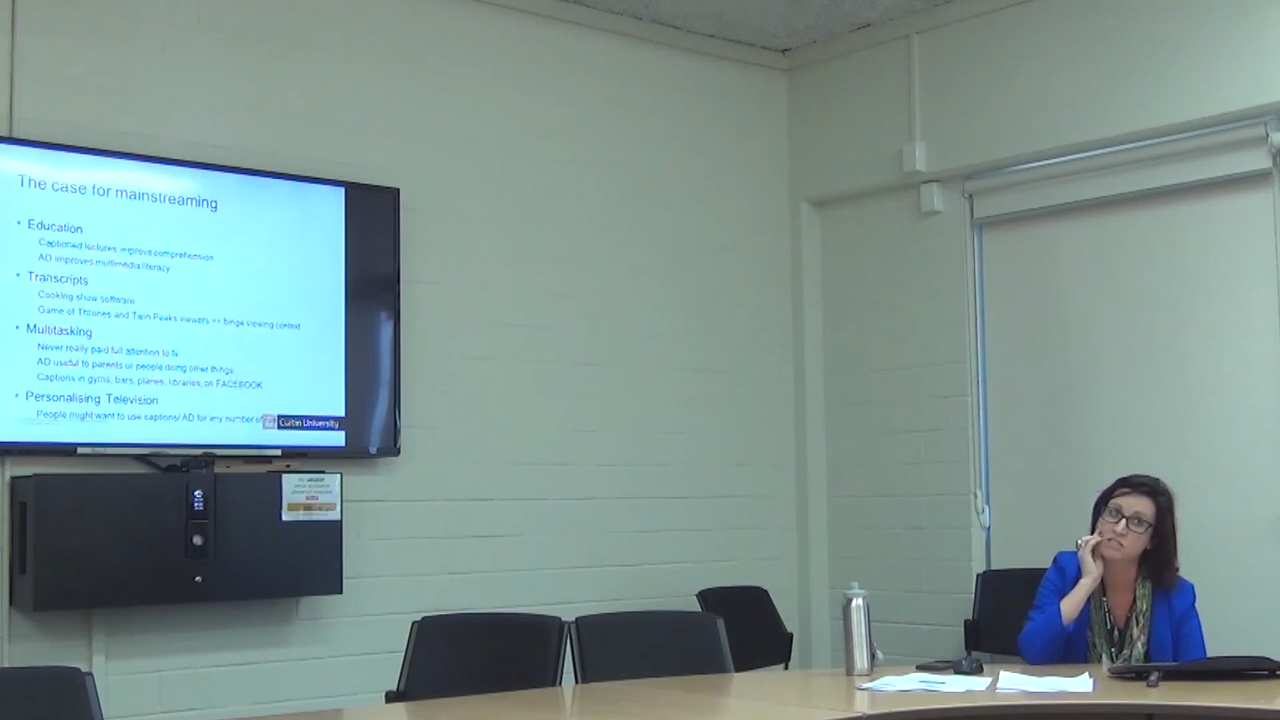 The case for mainstreaming
• Education
Captioned lectures improve comprehension
AD improves multimedia literacy
• Transcripts
Cooking show software
Game of Thrones and Twin Peaks viewers binge viewing context
• Multitasking
Never really paid full attention to tv
AD useful to parents or people doing other things
Captions in gyms, bars, planes, libraries, on FACEBOOK
• Personalising Television
People might want to use captions/ AD for any number of
Curtin University